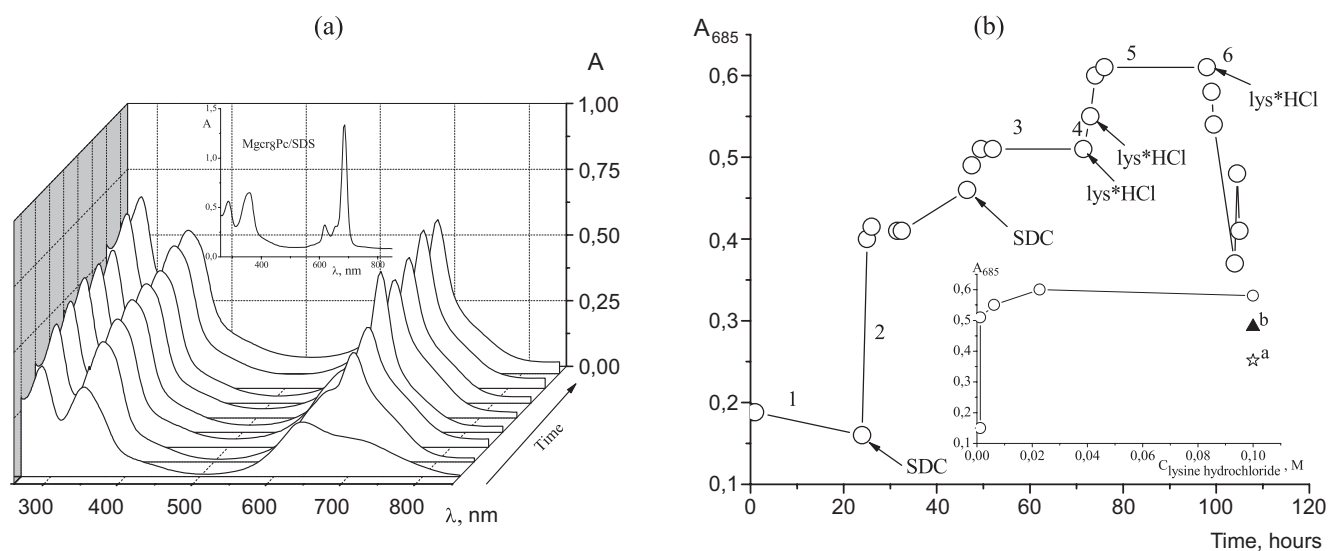 (a)
A
1,00
0,75
0,50
0,25
0,00
Time
300 400 500 600 700 800
λ, nm
1,5
A
1,0
0,5
0,0
MgcrgPc/SDS
400 600 800
λ, nm
(b)
A685
0,6
0,5
0,4
0,3
0,2
0,1
0 20 40 60 80 100 120
Time, hours
1
2
3
4
5
6
SDC
SDC
lys*HCl
lys*HCl
lys*HCl
A685
0,6
0,5
0,4
0,3
0,2
0,1
b
a
0,00 0,02 0,04 0,06 0,08 0,10
Clysine hydrochloride , M